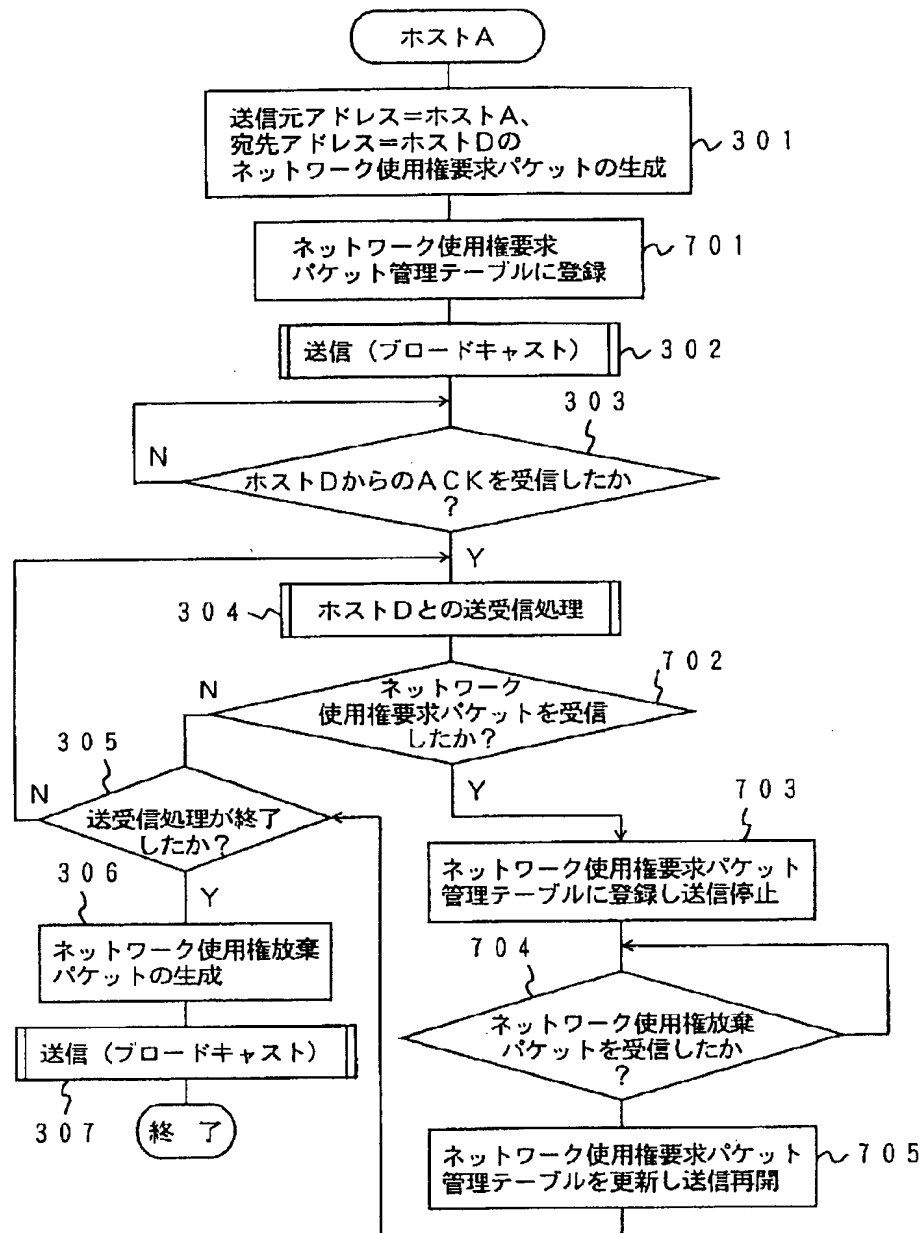 ホストA
送信元アドレス=ホストA、
宛先アドレス=ホストDの
ネットワーク使用権要求パケットの生成
301
ネットワーク使用権要求
パケット管理テーブルに登録
701
送信(ブロードキャスト)
302
303
N
ホストDからのACKを受信したか
?
Y
304
ホストDとの送受信処理
702
N
ネットワーク
使用権要求パケットを受信
したか?
Y
305
N
送受信処理が終了
したか?
Y
703
ネットワーク使用権要求パケット
管理テーブルに登録し送信停止
306
ネットワーク使用権放棄
パケットの生成
704
ネットワーク使用権放棄
パケットを受信したか
?
送信(ブロードキャスト)
307
終了
ネットワーク使用権要求パケット
管理テーブルを更新し送信再開
705